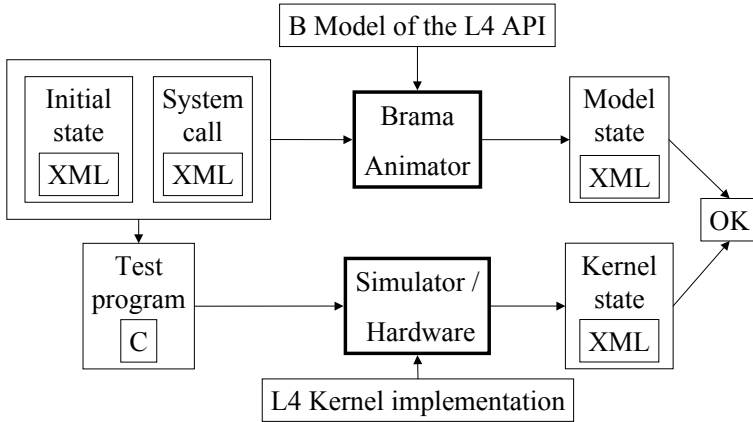 B Model of the L4 API
Initial
state
XML
System
call
XML
Brama
Animator
Model
state
XML
OK
Test
program
C
Simulator /
Hardware
Kernel
state
XML
L4 Kernel implementation